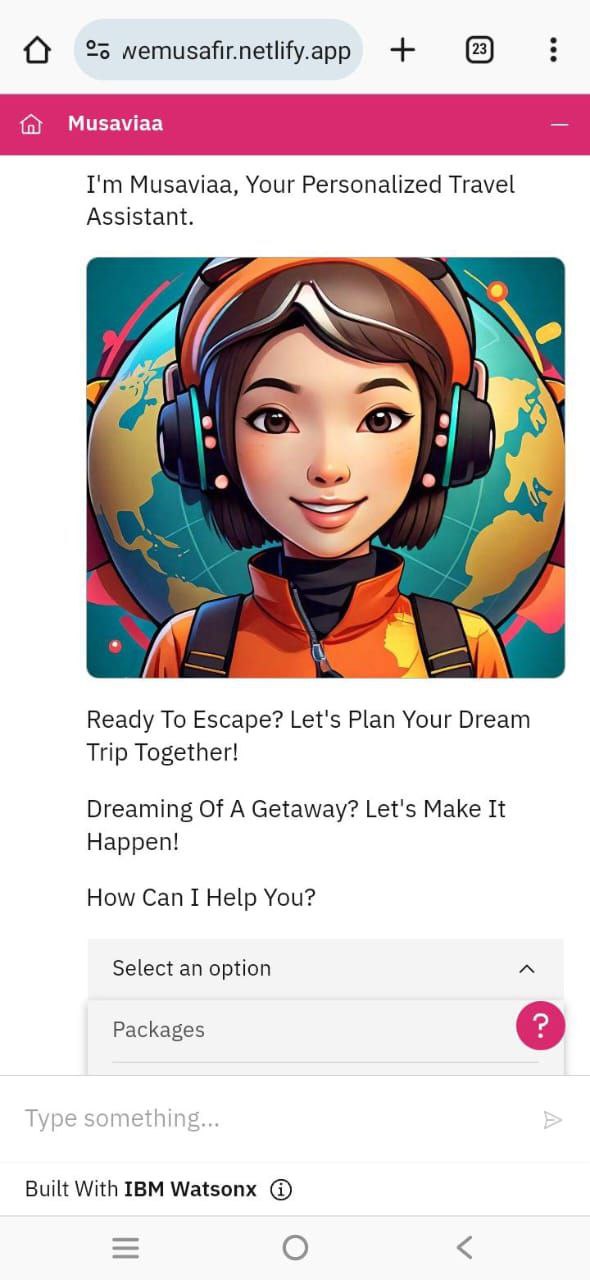 wemusafir.netlify.app
23
Musaviaa
I'm Musaviaa, Your Personalized Travel
Assistant.
Ready To Escape? Let's Plan Your Dream
Trip Together!
Dreaming Of A Getaway? Let's Make It
Happen!
How Can I Help You?
Select an option
Packages
?
Type something...
Built With IBM Watsonx